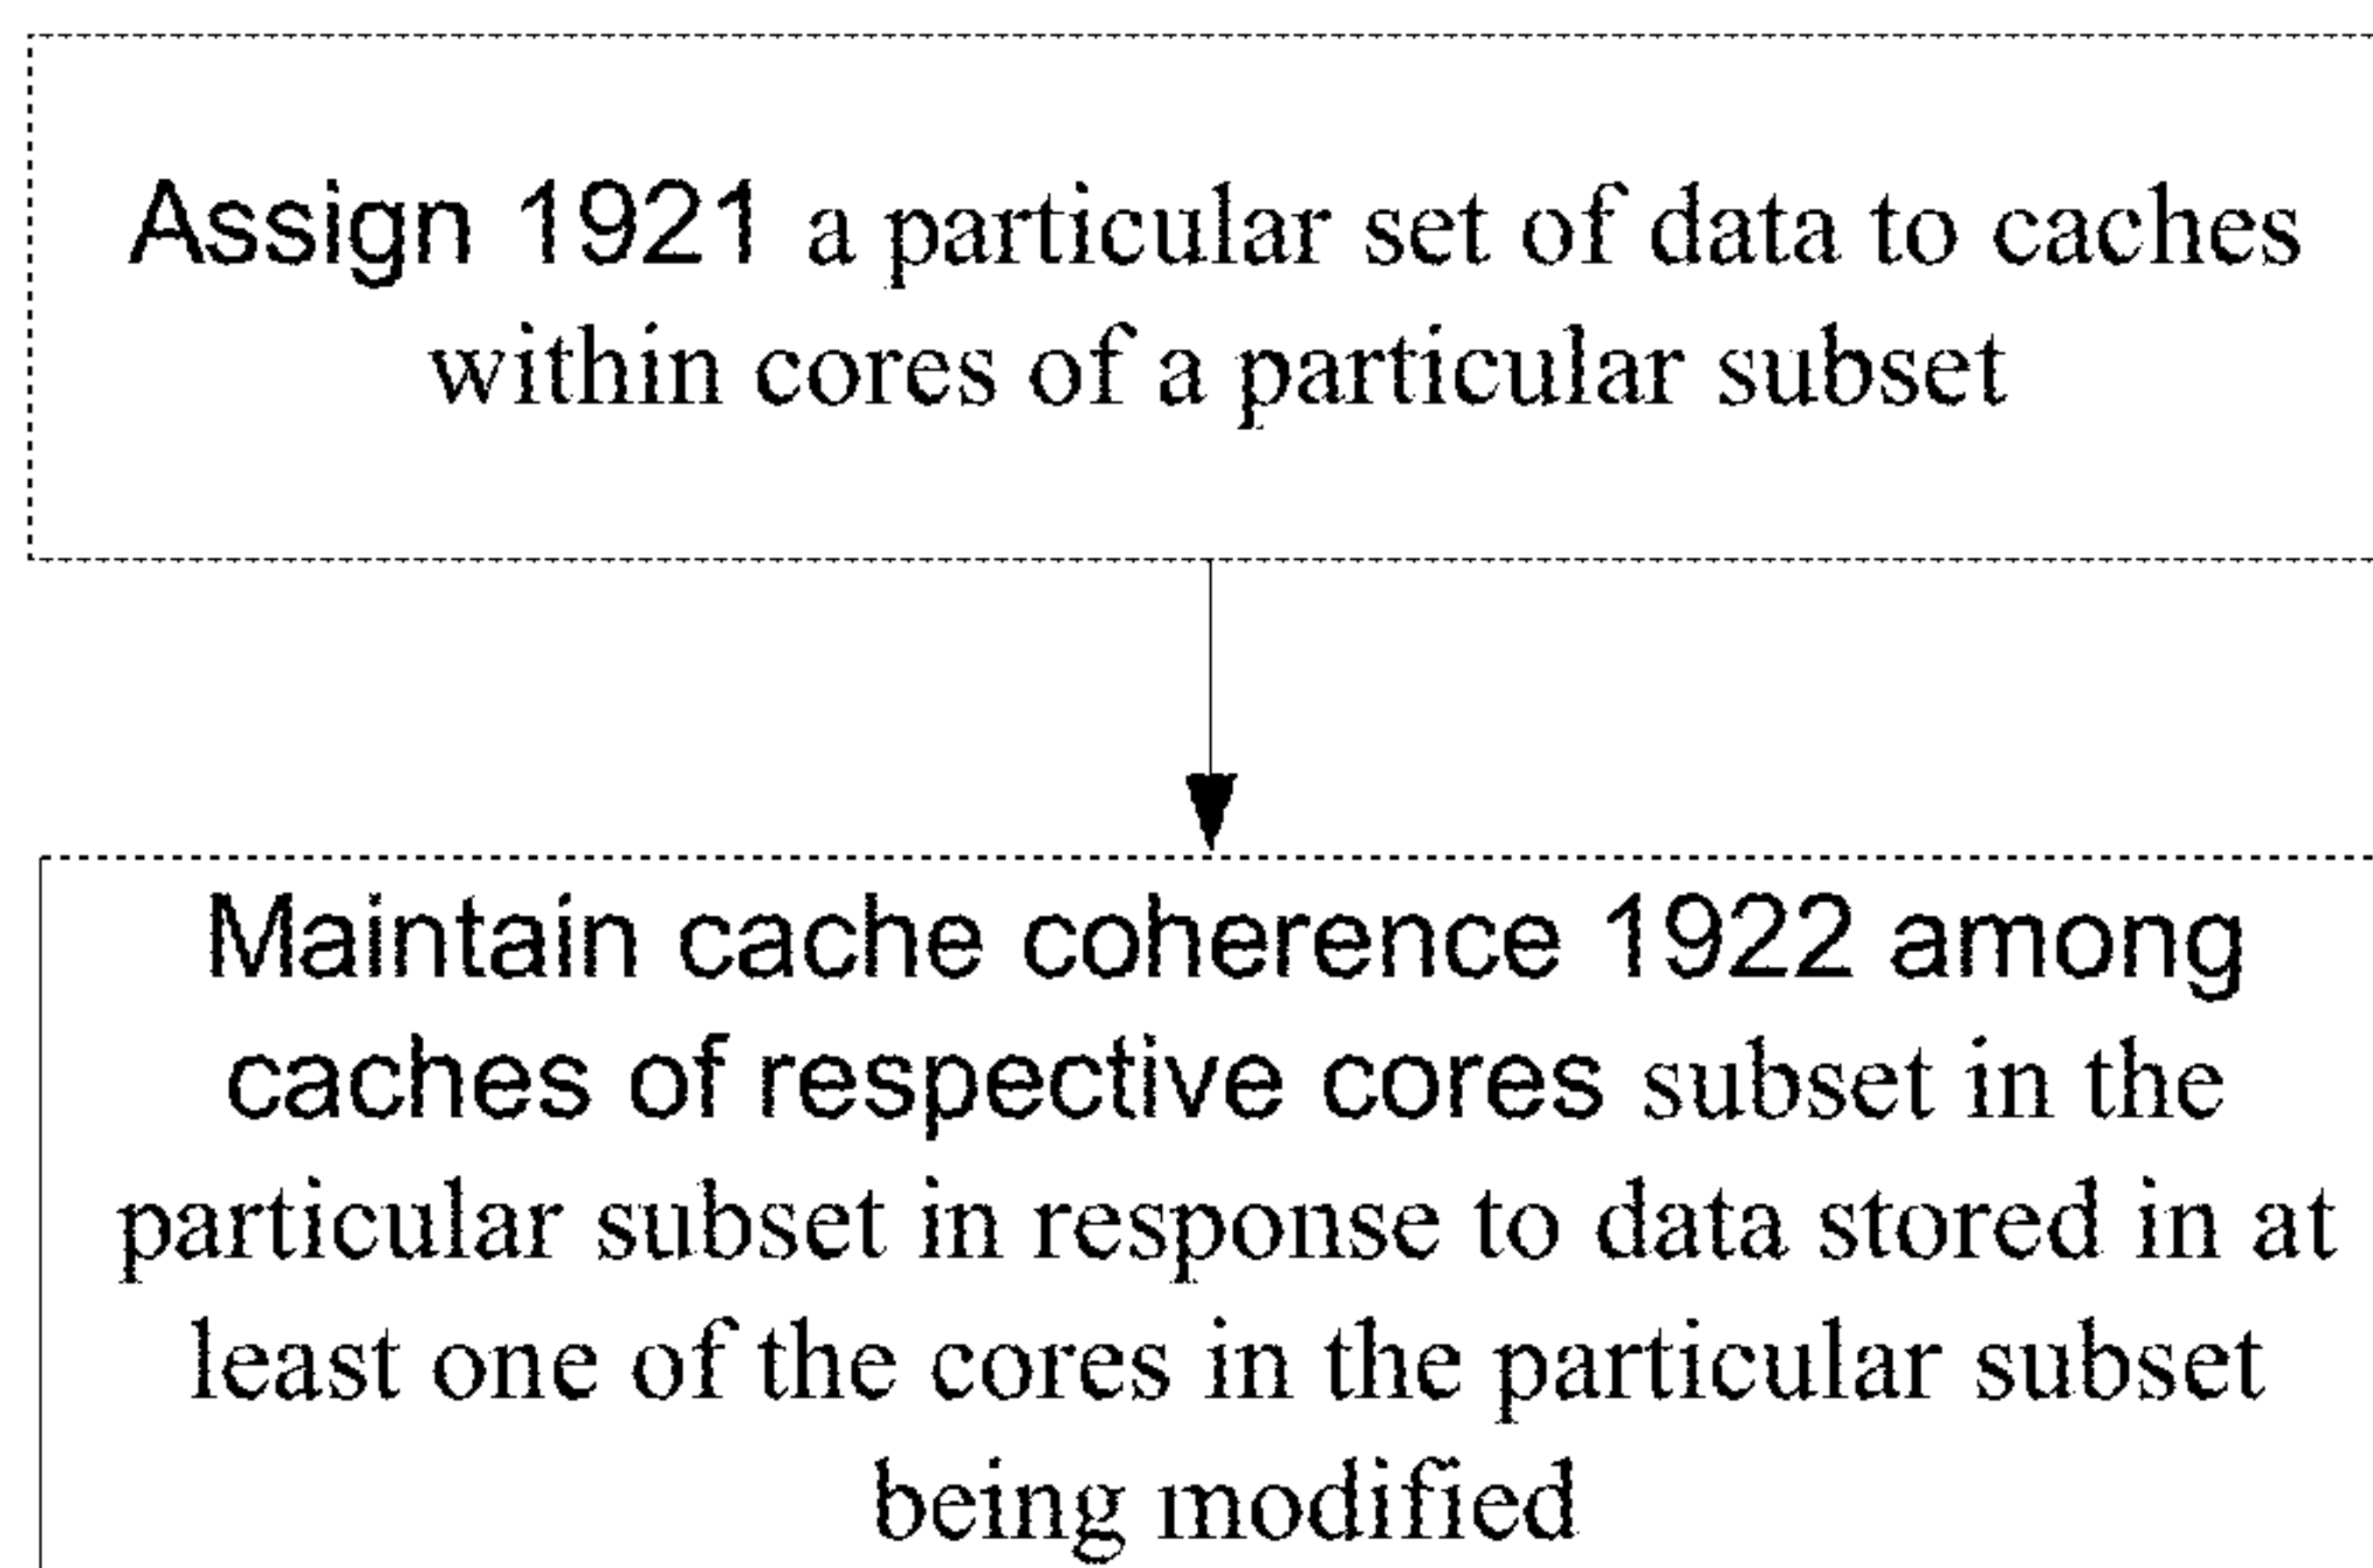 Assign 1921 a particular set of data to caches
within cores of a particular subset
Maintain cache coherence 1922 among
caches of respective cores subset in the
particular subset in response to data stored in at
least one of the cores in the particular subset
being modified